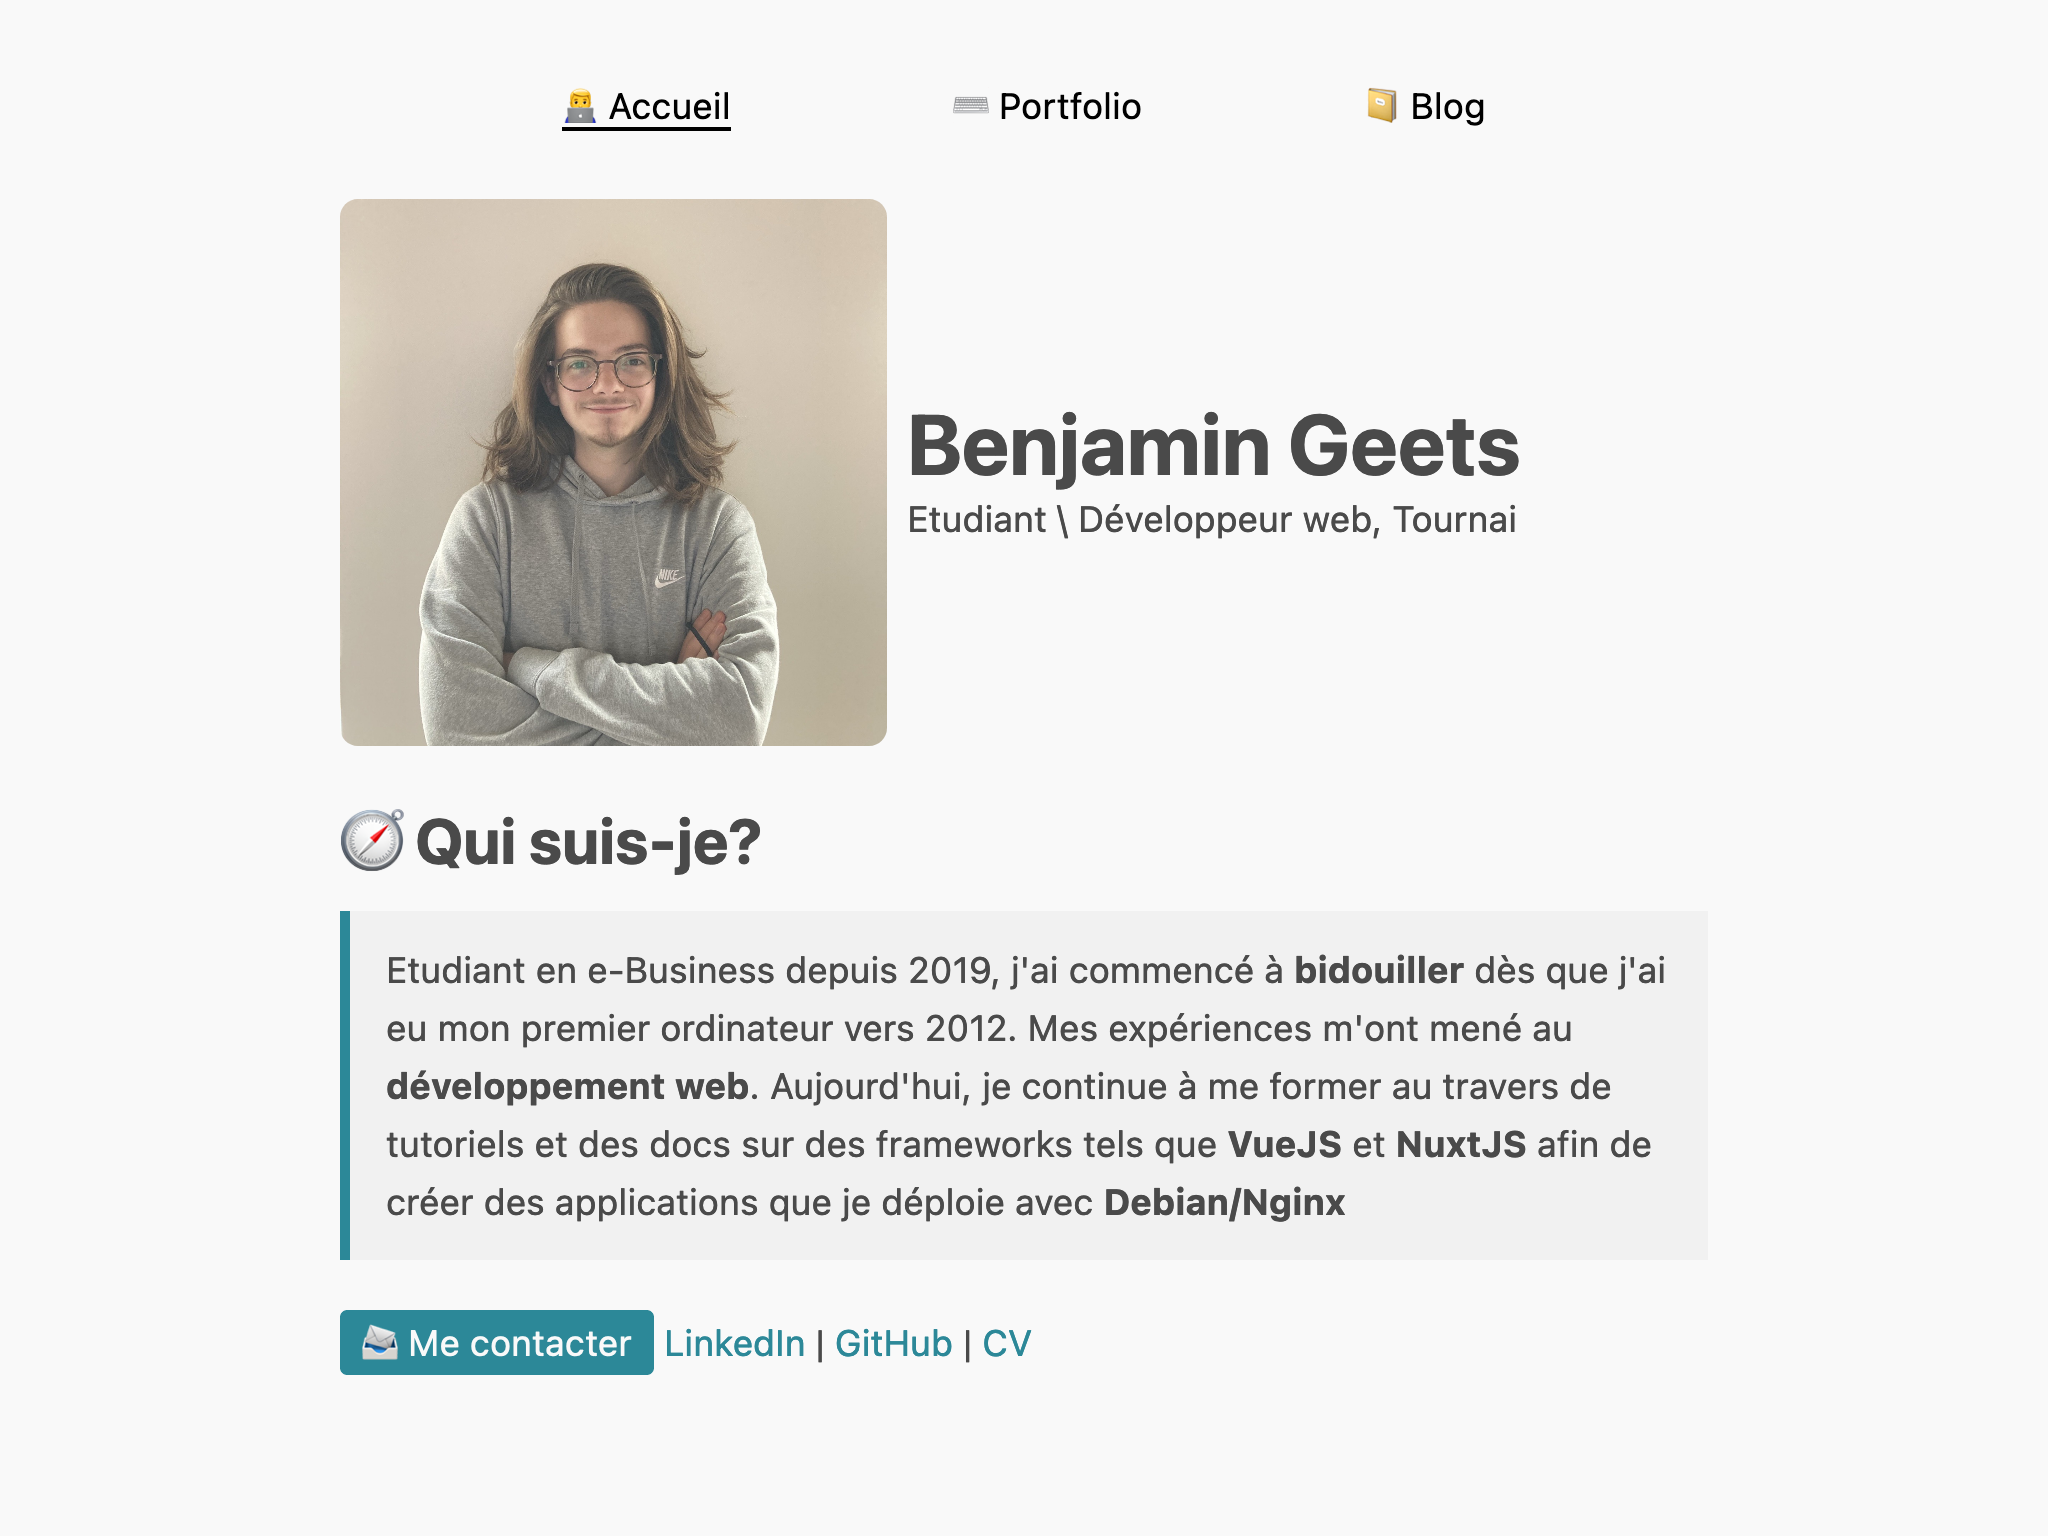 Accueil
Portfolio
Blog
NIKE
Benjamin Geets
Etudiant \ Développeur web, Tournai
Qui suis-je?
Etudiant en e-Business depuis 2019, j'ai commencé à bidouiller dès que j'ai
eu mon premier ordinateur vers 2012. Mes expériences m'ont mené au
développement web. Aujourd'hui, je continue à me former au travers de
tutoriels et des docs sur des frameworks tels que VueJS et NuxtJS afin de
créer des applications que je déploie avec Debian/Nginx
Me contacter LinkedIn | GitHub | CV